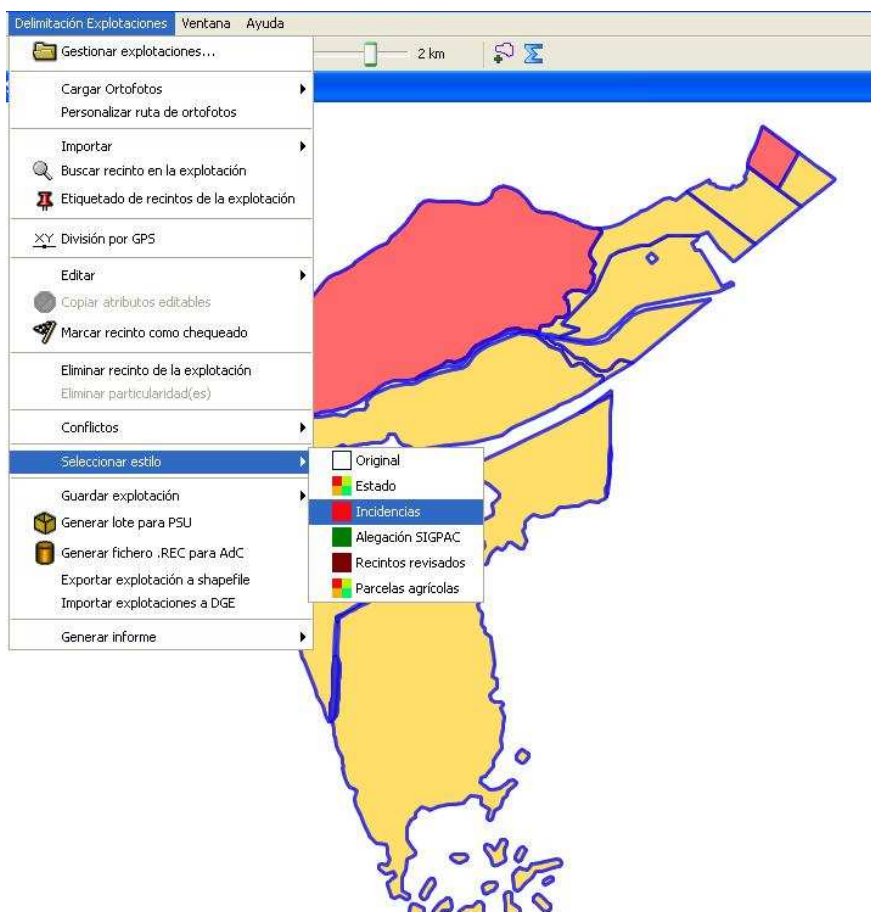 Delimitación Explotaciones Ventana Ayuda
Gestionar explotaciones...
2 km
Cargar Ortofotos
Personalizar ruta de ortofotos
Importar
Buscar recinto en la explotación
Etiquetado de recintos de la explotación
XY División por GPS
Editar
Copiar atributos editables
Marcar recinto como chequeado
Eliminar recinto de la explotación
Eliminar particularidad(es)
Conflictos
Seleccionar estilo
Original
Estado
Incidencias
Alegación SIGPAC
Recintos revisados
Parcelas agrícolas
Guardar explotación
Generar lote para PSU
Generar fichero .REC para AdC
Exportar explotación a shapefile
Importar explotaciones a DGE
Generar informe